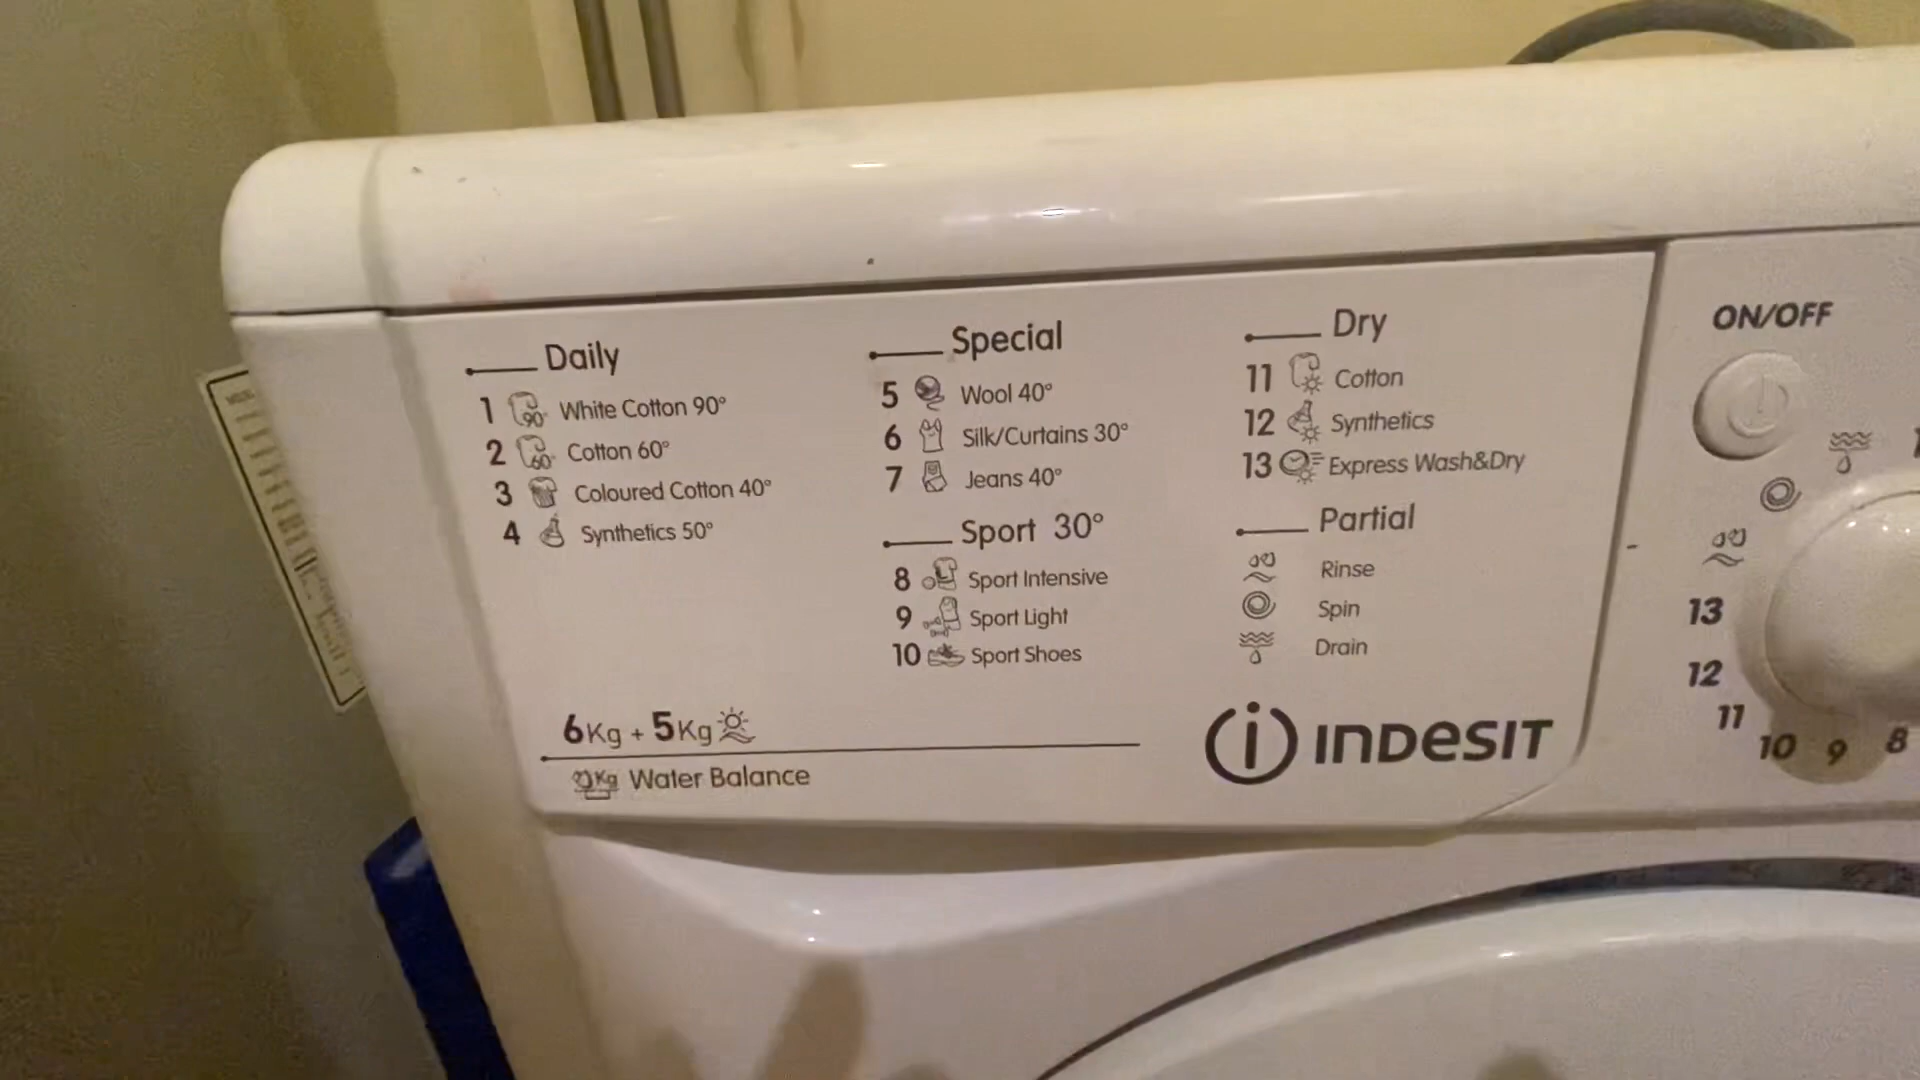 Daily
1 White Cotton 90°
2 Cotton 60°
3 Coloured Cotton 40°
4 Synthetics 50°
Special
5 Wool 40°
6 Silk/Curtains 30°
7 Jeans 40°
Sport 30°
8 Sport Intensive
9 Sport Light
10 Sport Shoes
Dry
11 Cotton
12 Synthetics
13 Express Wash&Dry
Partial
Rinse
Spin
Drain
6Kg + 5Kg
Kg Water Balance
INDESIT
ON/OFF
13
12
11
10
9
8